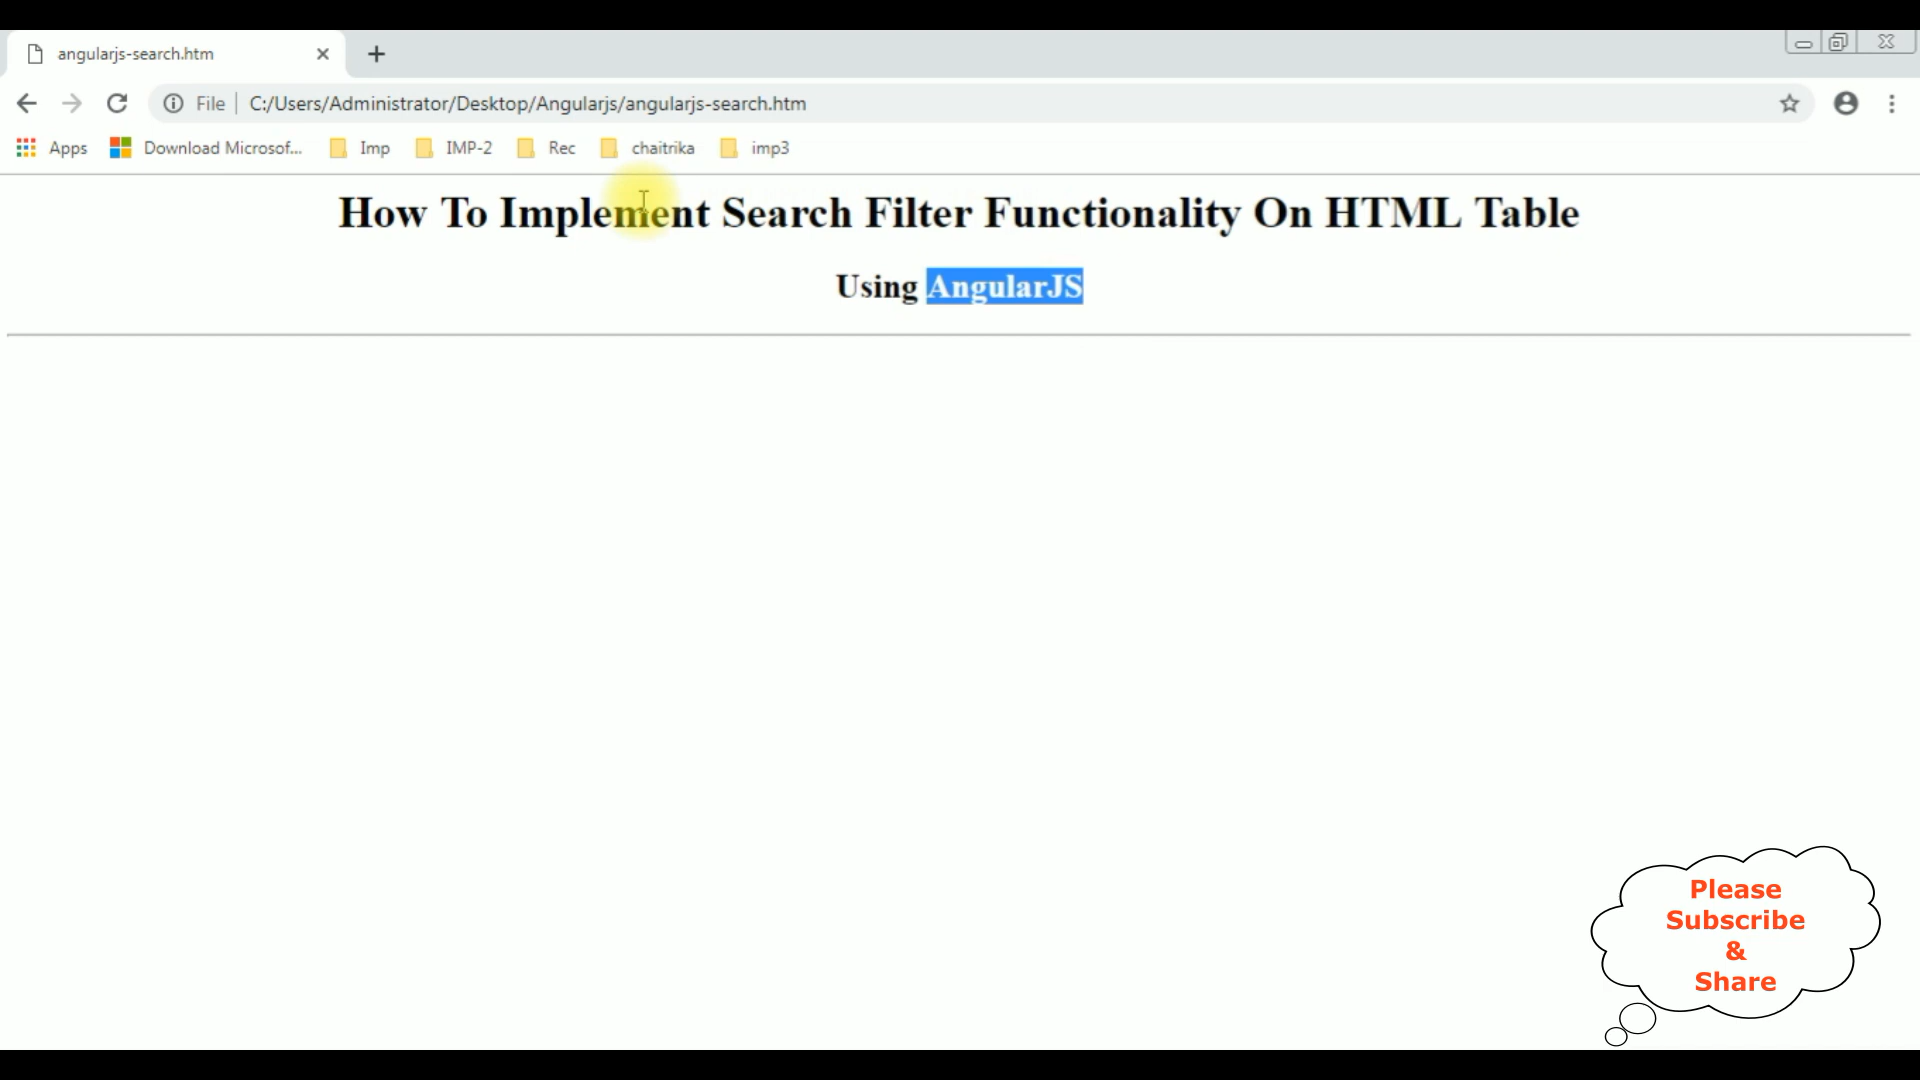 angularjs-search.htm
File C:/Users/Administrator/Desktop/Angularjs/angularjs-search.htm
Apps Download Microsof... Imp IMP-2 Rec chaitrika imp3
How To Implement Search Filter Functionality On HTML Table
Using AngularJS
Please
Subscribe
&
Share